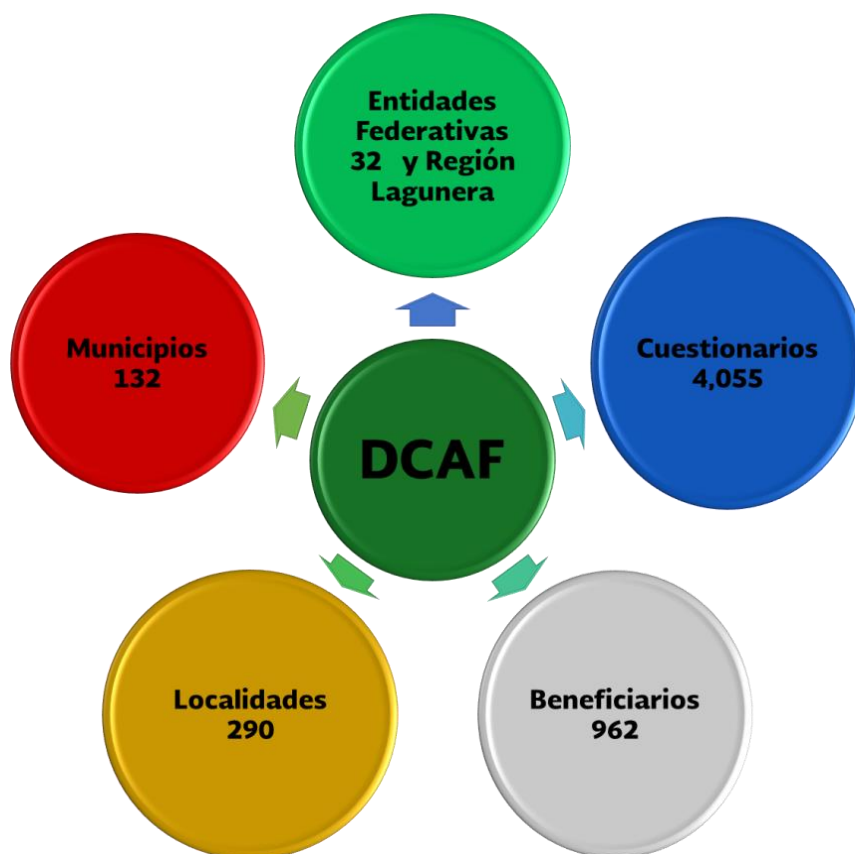 Entidades
Federativas
32 y Región
Lagunera
Municipios
132
Cuestionarios
4,055
DCAF
Localidades
290
Beneficiarios
962